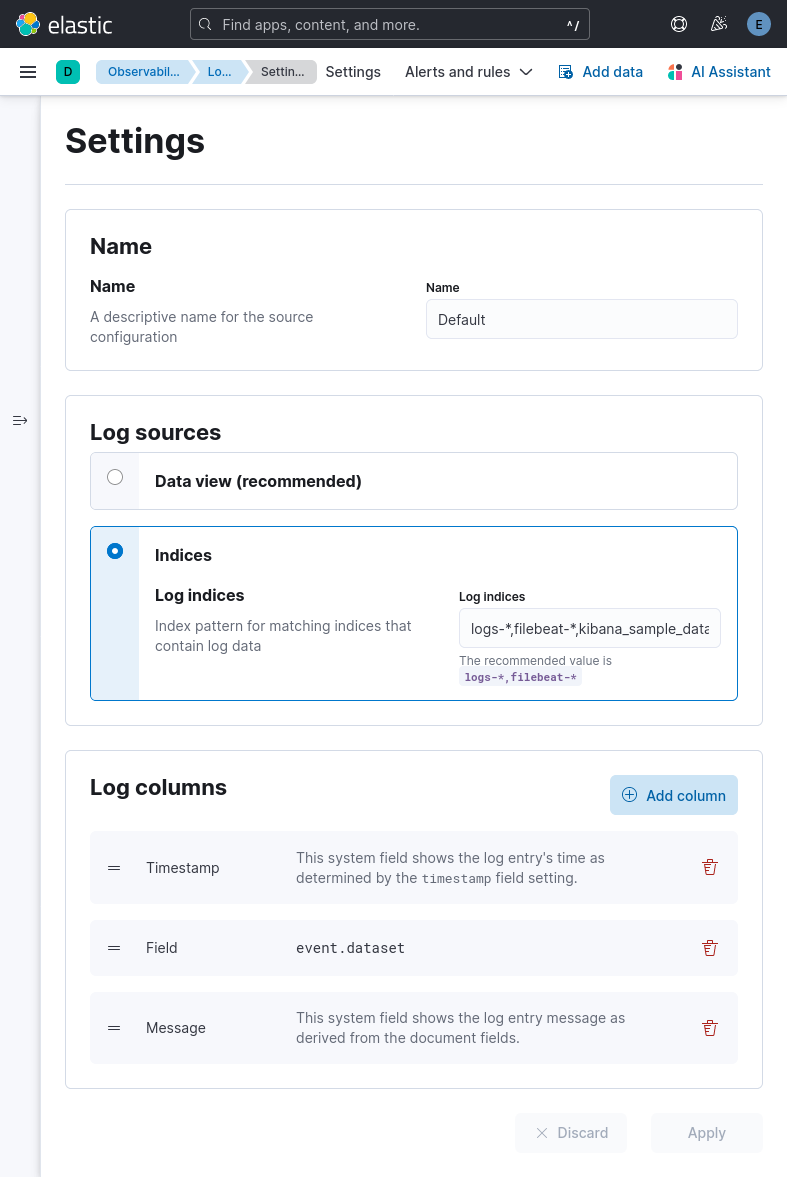 elastic
Find apps, content, and more.
^/
E
D
Observabil...
Lo...
Settin...
Settings
Alerts and rules
Add data
AI Assistant
Settings
Name
Name
A descriptive name for the source
configuration
Name
Default
Log sources
Data view (recommended)
Indices
Log indices
Index pattern for matching indices that
contain log data
Log indices
logs-*,filebeat-*,kibana_sample_data
The recommended value is
logs-*,filebeat-*
Log columns
Add column
Timestamp
This system field shows the log entry's time as
determined by the timestamp field setting.
Field
event.dataset
Message
This system field shows the log entry message as
derived from the document fields.
Discard
Apply